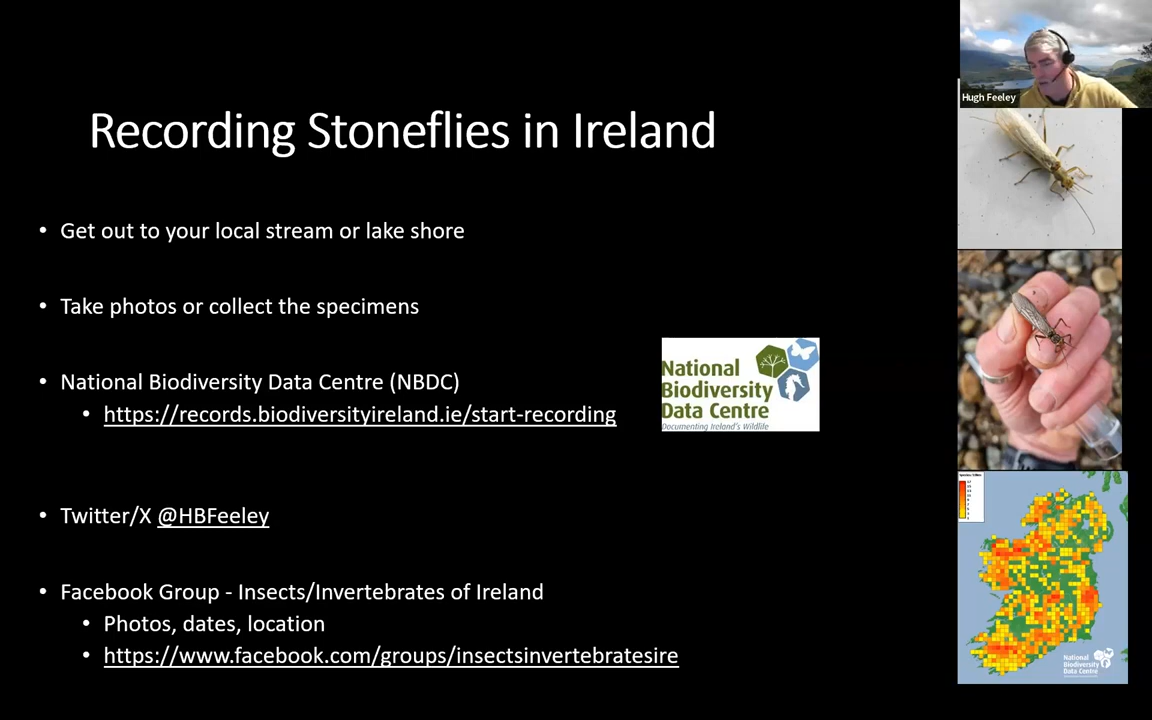 Recording Stoneflies in Ireland
• Get out to your local stream or lake shore
• Take photos or collect the specimens
• National Biodiversity Data Centre (NBDC)
• https://records.biodiversityireland.ie/start-recording
• Twitter/X @HBFeeley
• Facebook Group - Insects/Invertebrates of Ireland
• Photos, dates, location
• https://www.facebook.com/groups/insectsinvertebratesire
National
Biodiversity
Data Centre
Documenting Ireland's Wildlife
Hugh Feeley
National
Biodiversity
Data Centre